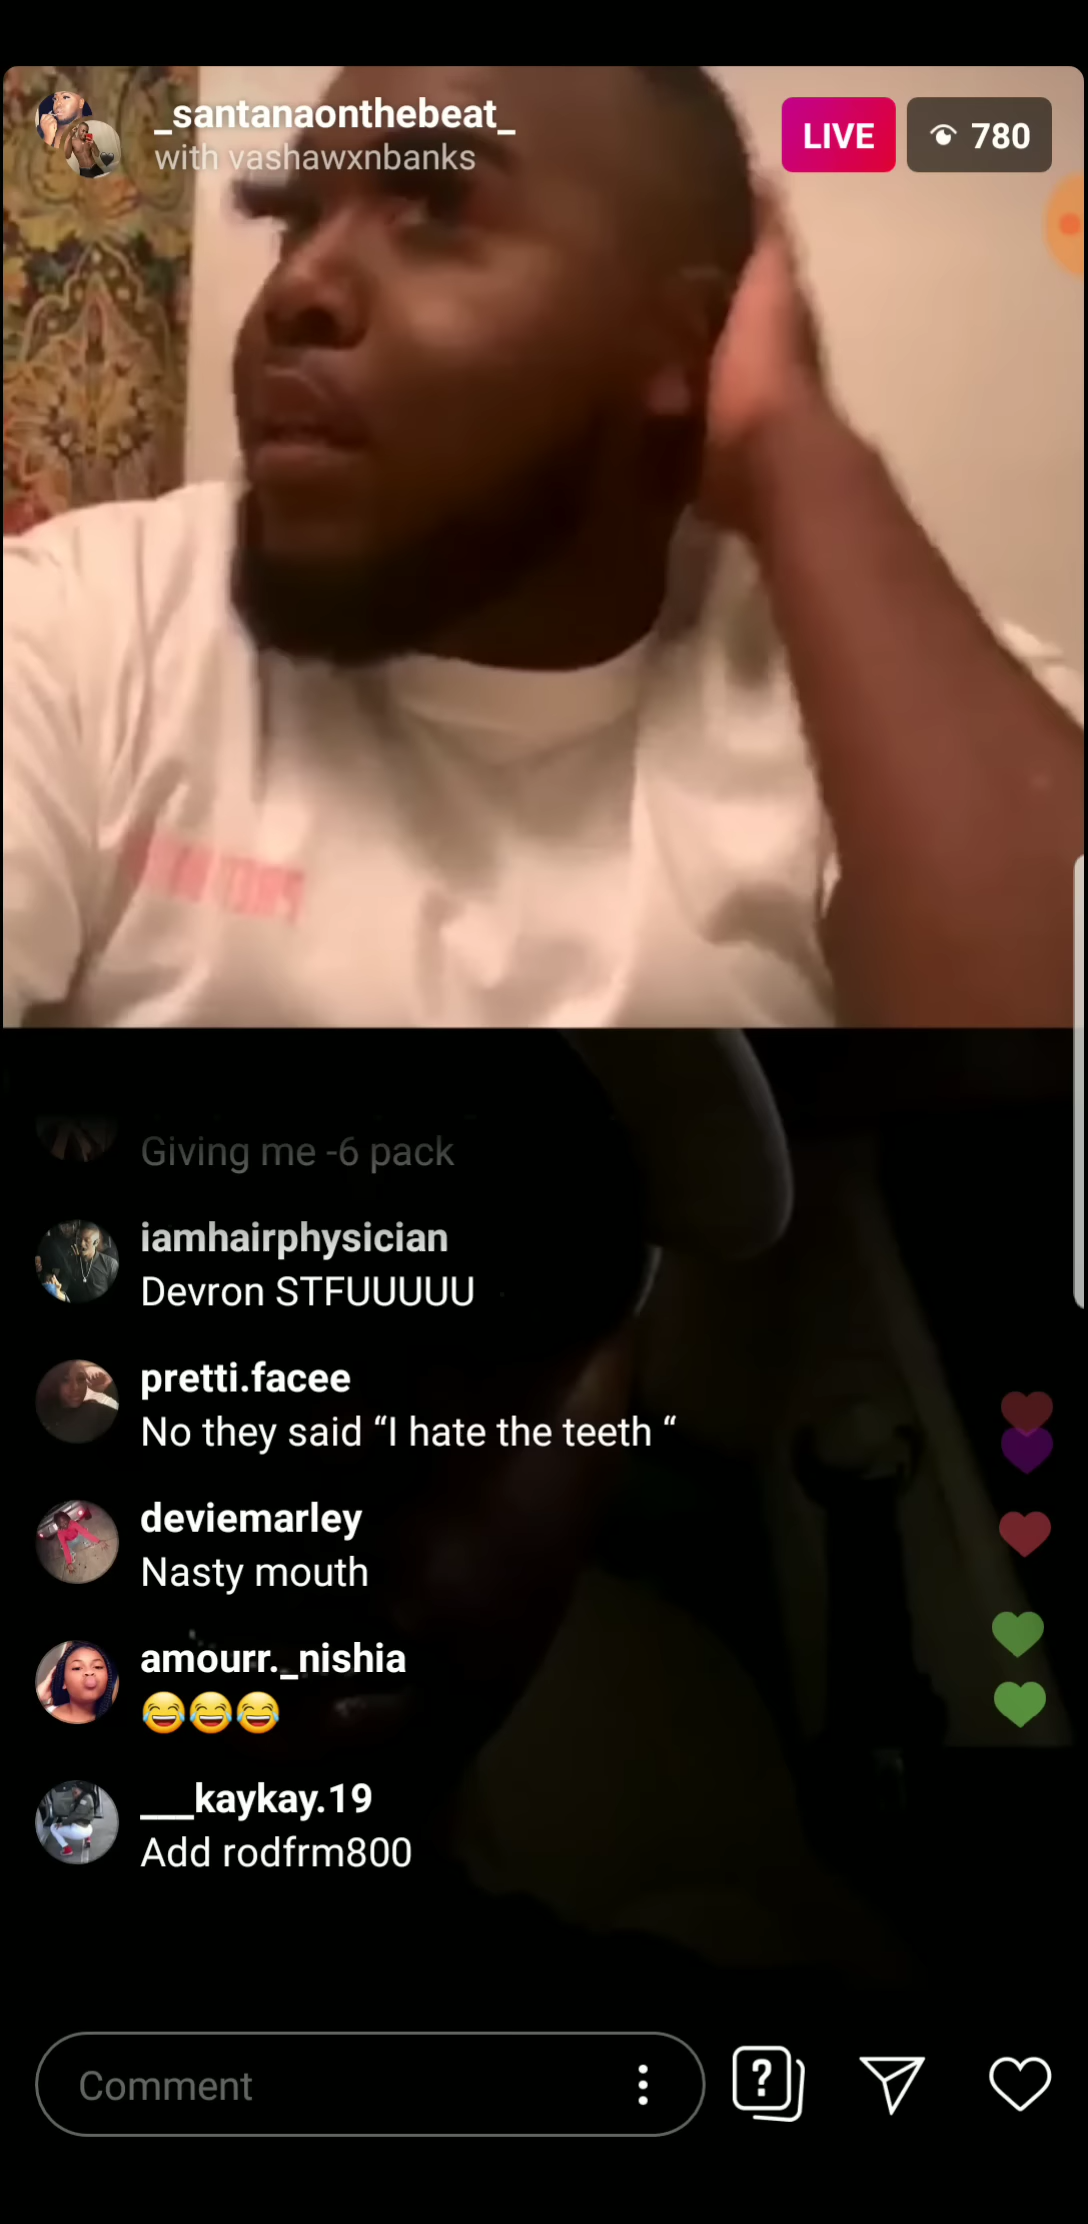 _santanaonthebeat_
with vashawxnbanks
LIVE
780
Giving me -6 pack
iamhairphysician
Devron STFUUUUU
pretti.facee
No they said “I hate the teeth “
deviemarley
Nasty mouth
amourr._nishia
😂😂😂
___kaykay.19
Add rodfrm800
Comment
?